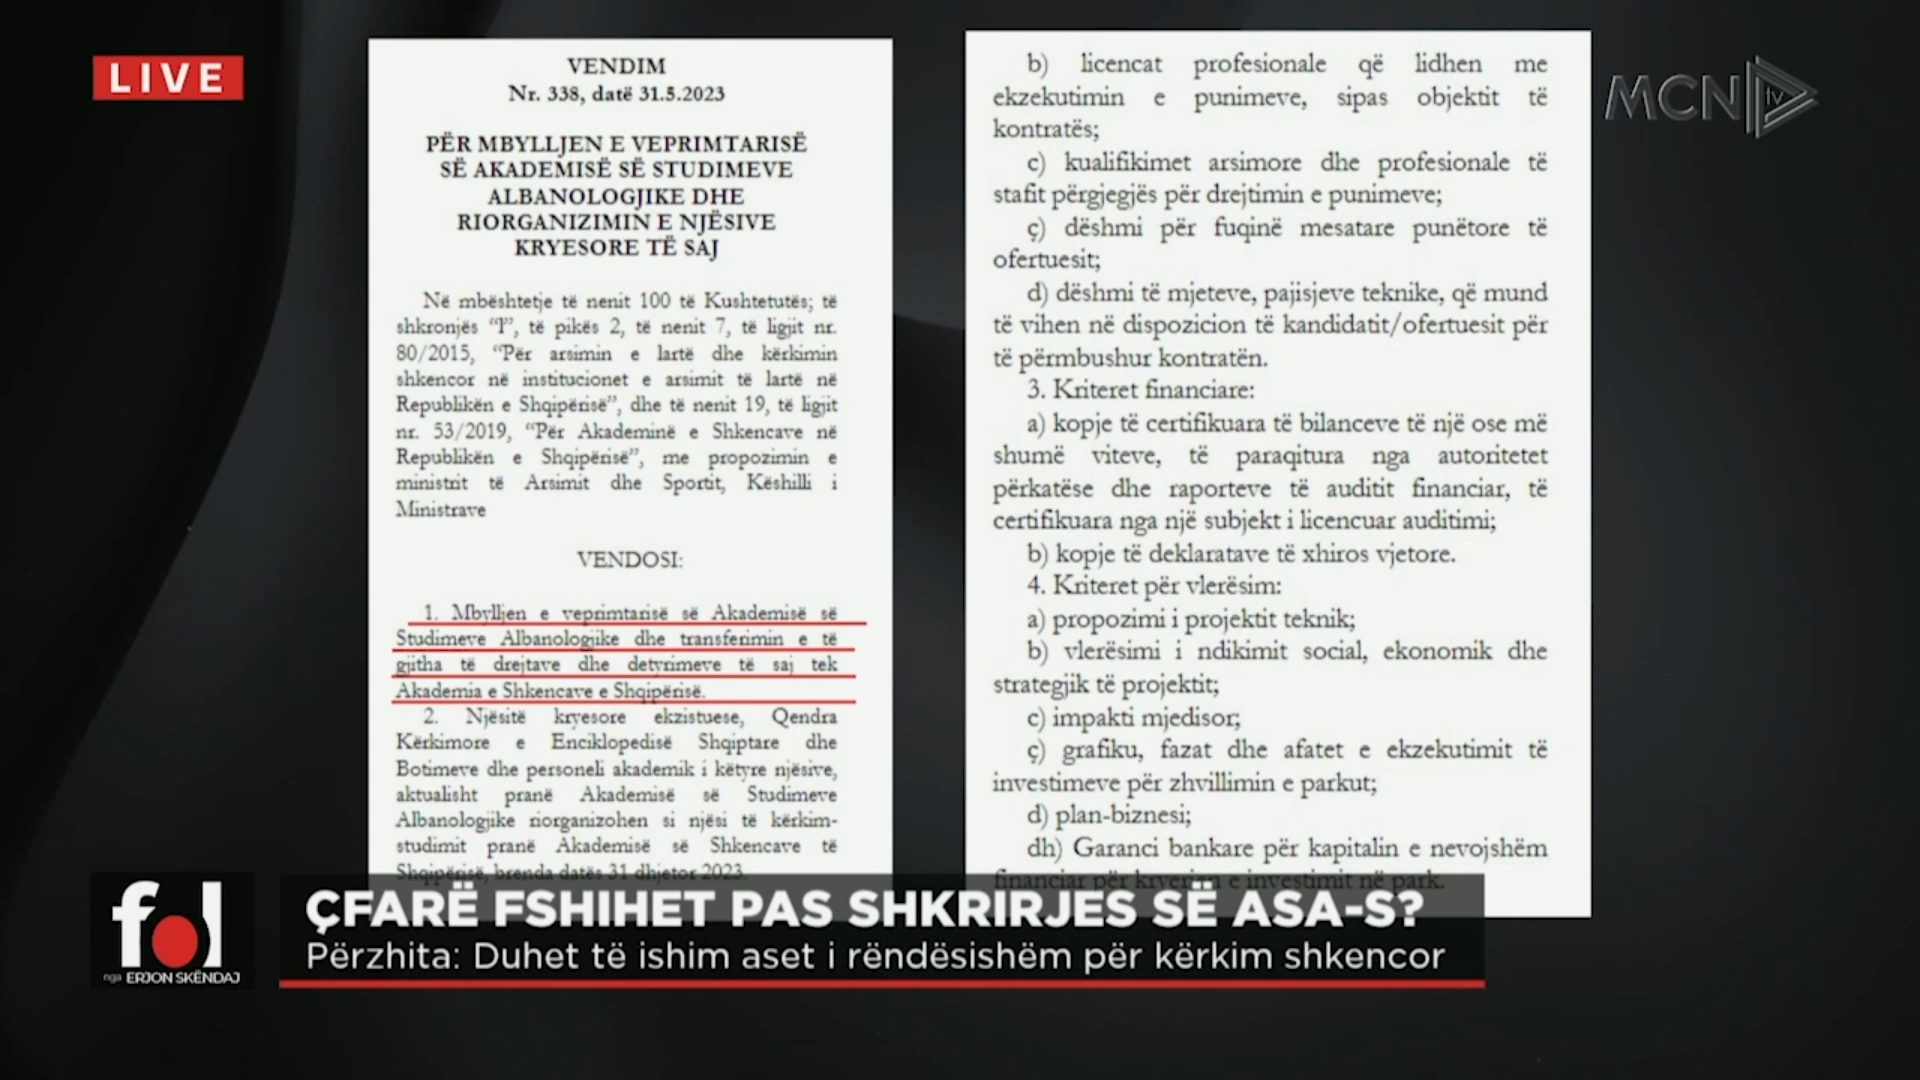 LIVE
VENDIM
Nr. 338, datë 31.5.2023
PËR MBYLLJEN E VEPRIMTARISË
SË AKADEMISË SË STUDIMEVE
ALBANOLOGJIKE DHE
RIORGANIZIMIN E NJËSIVE
KRYESORE TË SAJ
Në mbështetje të nenit 100 të Kushtetutës; të
shkronjës “l”, të pikës 2, të nenit 7, të ligjit nr.
80/2015, “Për arsimin e lartë dhe kërkimin
shkencor në institucionet e arsimit të lartë në
Republikën e Shqipërisë”, dhe të nenit 19, të ligjit
nr. 53/2019, “Për Akademinë e Shkencave në
Republikën e Shqipërisë”, me propozimin e
ministrit të Arsimit dhe Sportit, Këshilli i
Ministrave
VENDOSI:
1. Mbylljen e veprimtarisë së Akademisë së
Studimeve Albanologjike dhe transferimin e të
gjitha të drejtave dhe detyrimeve të saj tek
Akademia e Shkencave e Shqipërisë.
2. Njësitë kryesore ekzistuese, Qendra
Kërkimore e Enciklopedisë Shqiptare dhe
Botimeve dhe personeli akademik i këtyre njësive,
aktualisht pranë Akademisë së Studimeve
Albanologjike riorganizohen si njësi të kërkim-
studimit pranë Akademisë së Shkencave të
Shqipërisë, brenda datës 31 dhjetor 2023.
b) licencat profesionale që lidhen me
ekzekutimin e punimeve, sipas objektit të
kontratës;
c) kualifikimet arsimore dhe profesionale të
stafit përgjegjës për drejtimin e punimeve;
ç) dëshmi për fuqinë mesatare punëtore të
ofertuesit;
d) dëshmi të mjeteve, pajisjeve teknike, që mund
të vihen në dispozicion të kandidatit/ofertuesit për
të përmbushur kontratën.
3. Kriteret financiare:
a) kopje të certifikuara të bilanceve të një ose më
shumë viteve, të paraqitura nga autoritetet
përkatëse dhe raporteve të auditit financiar, të
certifikuara nga një subjekt i licencuar auditimi;
b) kopje të deklaratave të xhiros vjetore.
4. Kriteret për vlerësim:
a) propozimi i projektit teknik;
b) vlerësimi i ndikimit social, ekonomik dhe
strategjik të projektit;
c) impakti mjedisor;
ç) grafiku, fazat dhe afatet e ekzekutimit të
investimeve për zhvillimin e parkut;
d) plan-biznesi;
dh) Garanci bankare për kapitalin e nevojshëm
financiar për kryerjen e investimit në park.
MCN tv
fol
nga ERJON SKËNDAJ
ÇFARË FSHIHET PAS SHKRIRJES SË ASA-S?
Përzhita: Duhet të ishim aset i rëndësishëm për kërkim shkencor